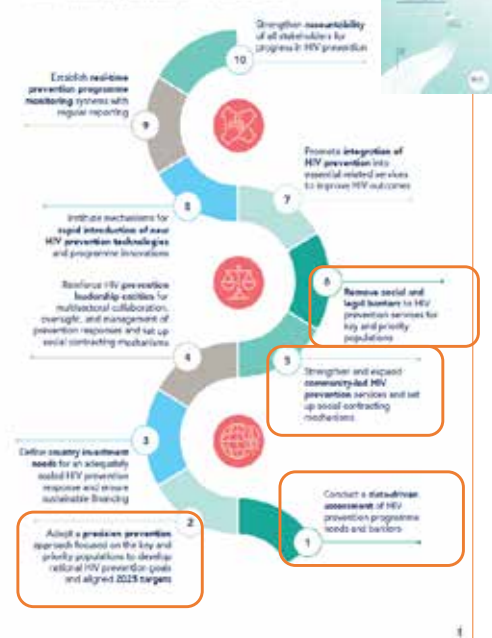 Strengthen accountability
of all stakeholders for
progress in HIV prevention
10
Establish real-time
prevention programme
monitoring systems with
regular reporting
9
Promote integration of
HIV prevention into
essential related services
to improve HIV outcomes
7
8
Institute mechanisms for
rapid introduction of new
HIV prevention technologies
and programme innovations
6
Remove social and
legal barriers to HIV
prevention services for
key and priority
populations
Reinforce HIV prevention
leadership entities for
multisectoral collaboration,
oversight, and management of
prevention responses and set up
social contracting mechanisms
4
5
Strengthen and expand
community-led HIV
prevention services and set
up social contracting
mechanisms
3
Define country investment
needs for an adequately
scaled HIV prevention
response and ensure
sustainable financing
Conduct a data-driven
assessment of HIV
prevention programme
needs and barriers
1
2
Adopt a precision prevention
approach focused on the key and
priority populations to develop
national HIV prevention goals
and aligned 2025 targets